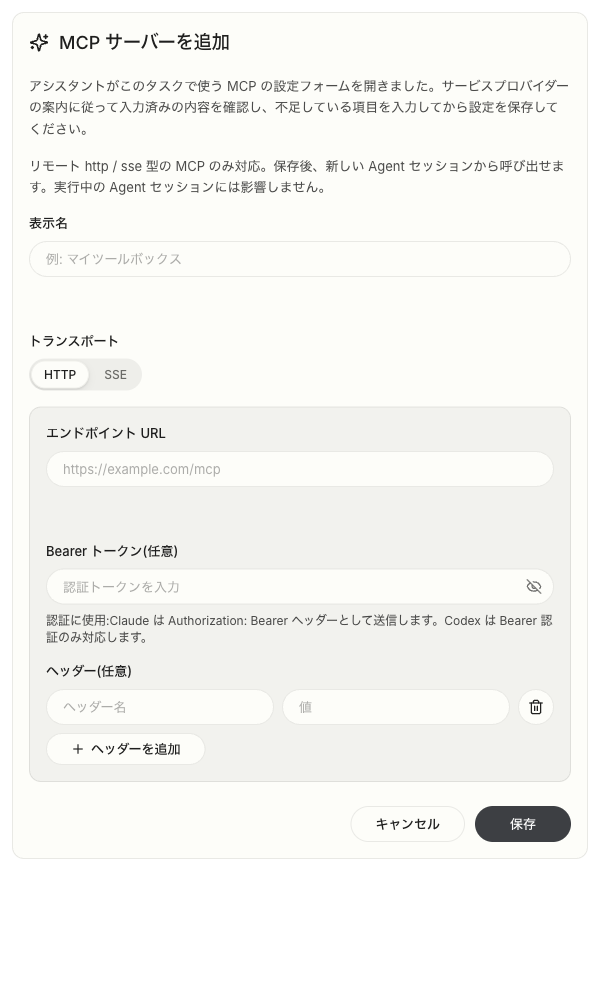 MCP サーバーを追加
アシスタントがこのタスクで使う MCP の設定フォームを開きました。サービスプロバイダー
の案内に従って入力済みの内容を確認し、不足している項目を入力してから設定を保存して
ください。
リモート http / sse 型の MCP のみ対応。保存後、新しい Agent セッションから呼び出せま
す。実行中の Agent セッションには影響しません。
表示名
例: マイツールボックス
トランスポート
HTTP SSE
エンドポイント URL
https://example.com/mcp
Bearer トークン(任意)
認証トークンを入力
認証に使用:Claude は Authorization: Bearer ヘッダーとして送信します。Codex は Bearer 認
証のみ対応します。
ヘッダー(任意)
ヘッダー名 値
ヘッダーを追加
キャンセル 保存